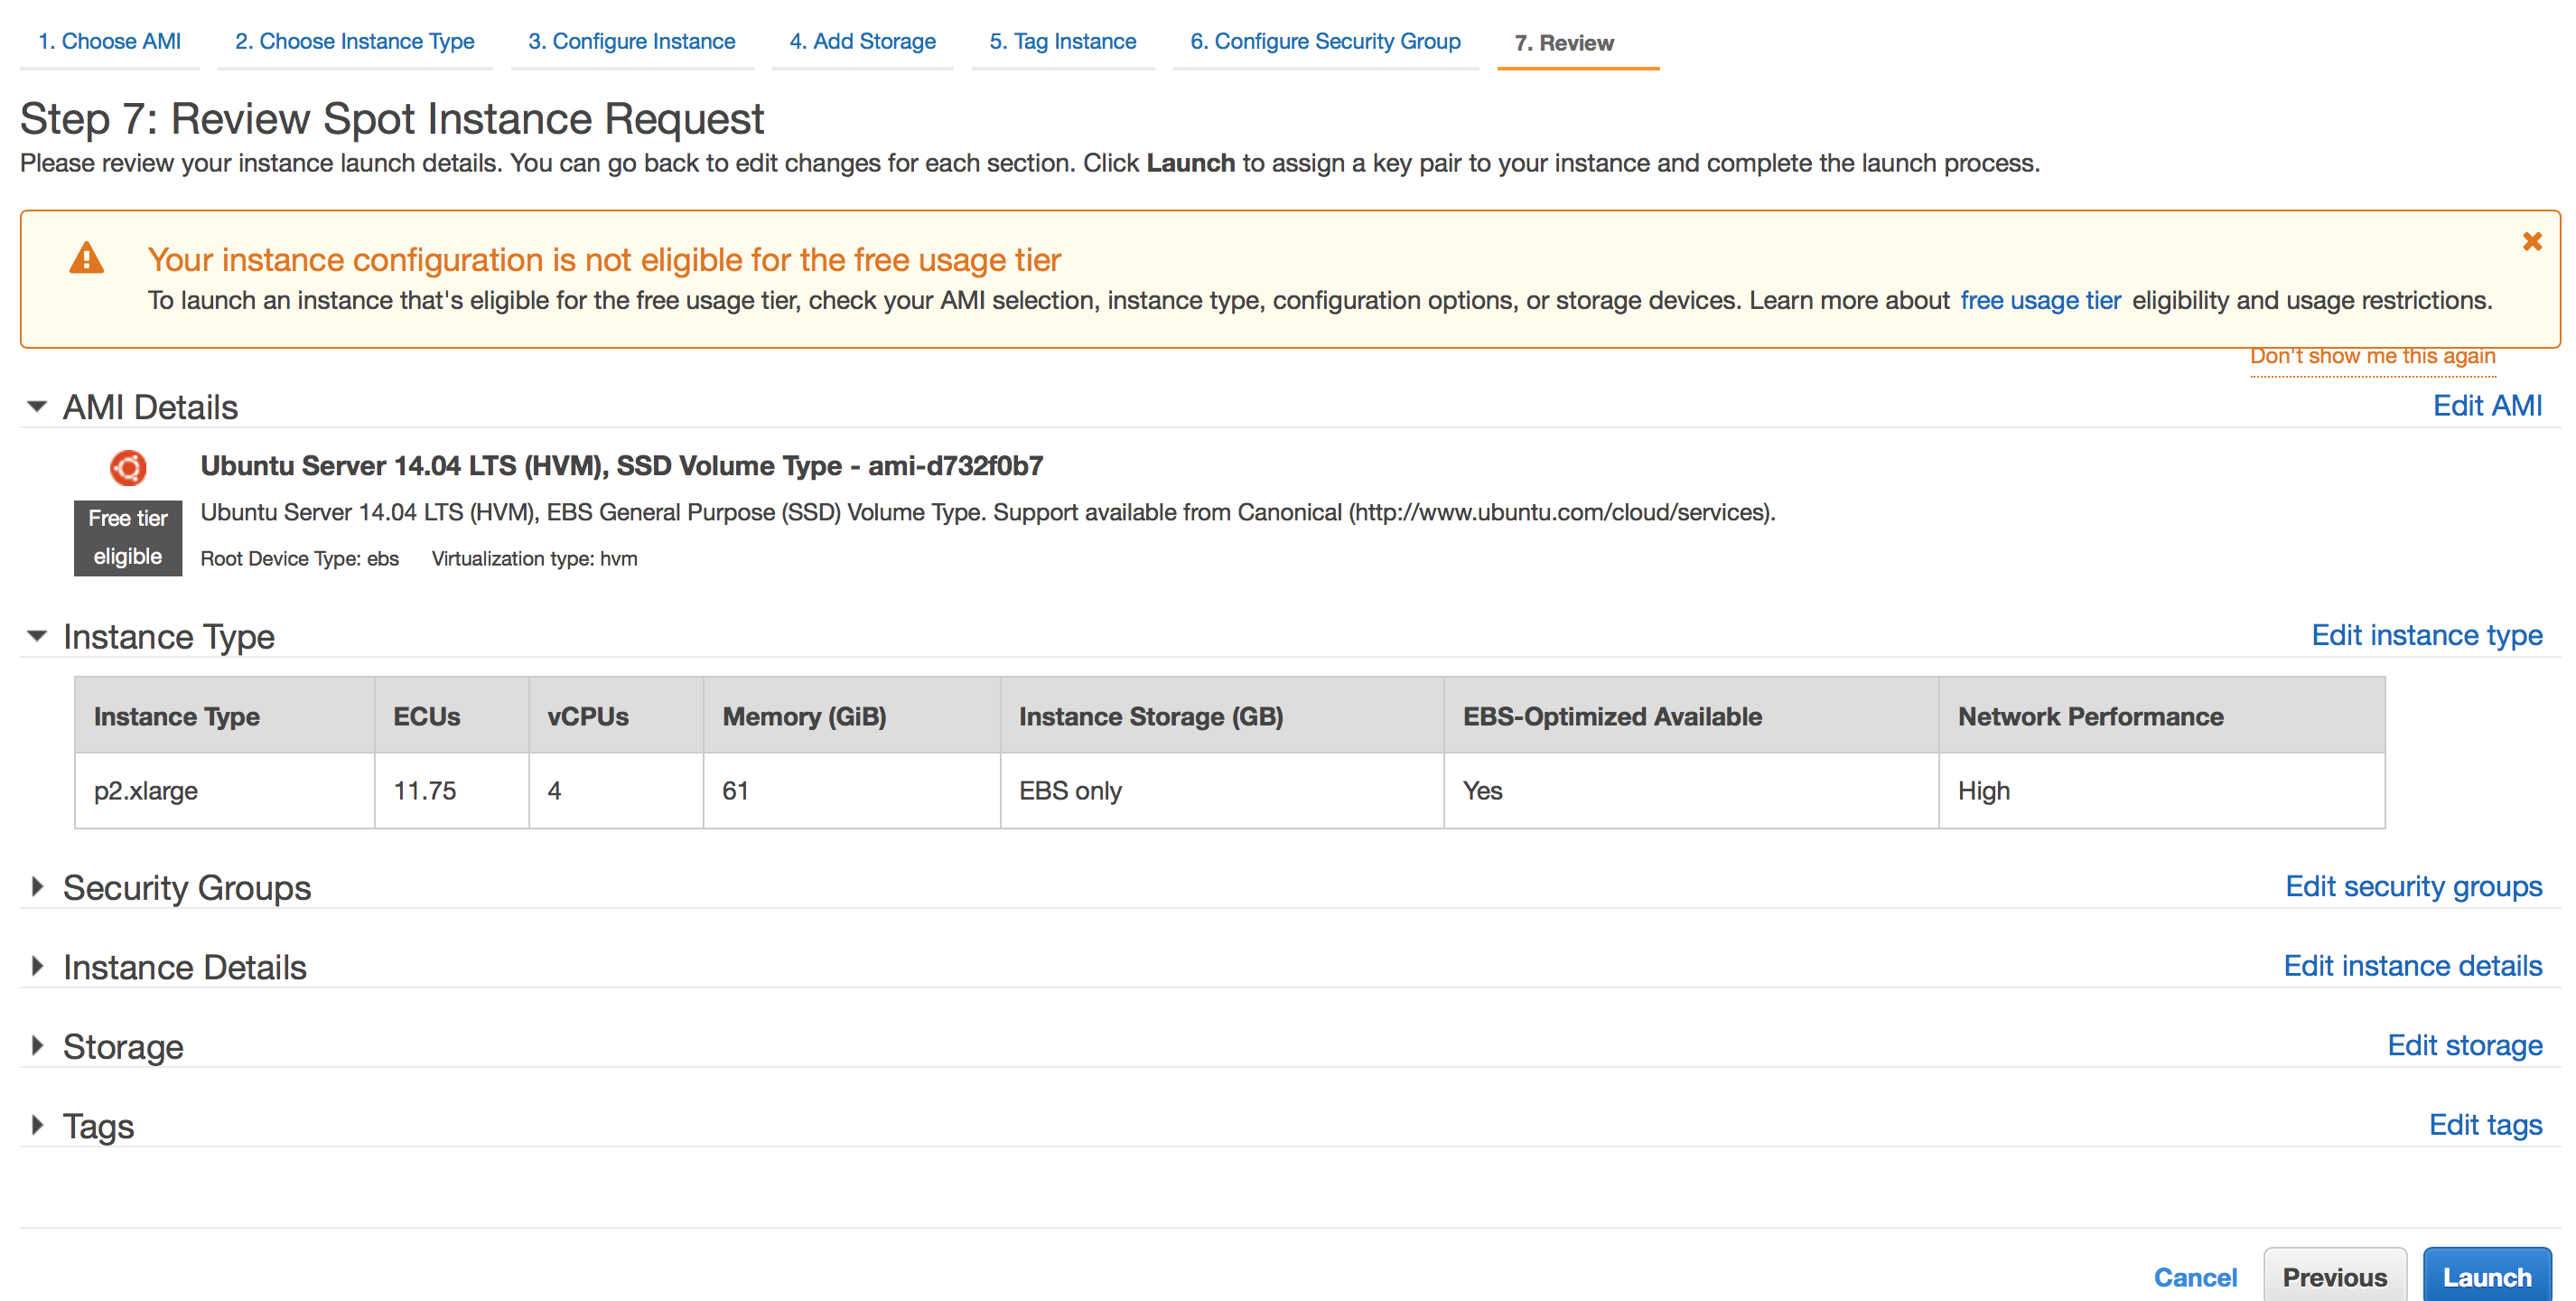 1. Choose AMI 2. Choose Instance Type 3. Configure Instance 4. Add Storage 5. Tag Instance 6. Configure Security Group 7. Review
Step 7: Review Spot Instance Request
Please review your instance launch details. You can go back to edit changes for each section. Click Launch to assign a key pair to your instance and complete the launch process.
Your instance configuration is not eligible for the free usage tier
To launch an instance that's eligible for the free usage tier, check your AMI selection, instance type, configuration options, or storage devices. Learn more about free usage tier eligibility and usage restrictions.
Don't show me this again
AMI Details Edit AMI
Ubuntu Server 14.04 LTS (HVM), SSD Volume Type - ami-d732f0b7
Free tier eligible
Ubuntu Server 14.04 LTS (HVM), EBS General Purpose (SSD) Volume Type. Support available from Canonical (http://www.ubuntu.com/cloud/services).
Root Device Type: ebs Virtualization type: hvm
Instance Type Edit instance type
Instance Type ECUs vCPUs Memory (GiB) Instance Storage (GB) EBS-Optimized Available Network Performance
p2.xlarge 11.75 4 61 EBS only Yes High
Security Groups Edit security groups
Instance Details Edit instance details
Storage Edit storage
Tags Edit tags
Cancel Previous Launch